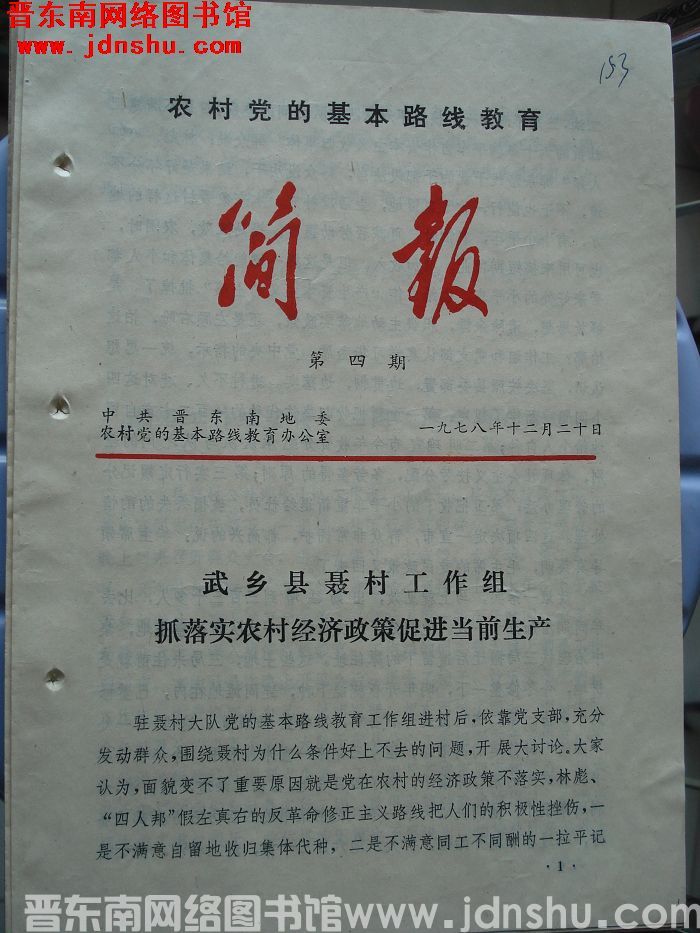 晋东南网络图书馆
www.jdnshu.com
153
农村党的基本路线教育
简报
第四期
中共晋东南地委
农村党的基本路线教育办公室
一九七八年十二月二十日
武乡县聂村工作组
抓落实农村经济政策促进当前生产
驻聂村大队党的基本路线教育工作组进村后，依靠党支部，充分
发动群众，围绕聂村为什么条件好上不去的问题，开展大讨论。大家
认为，面貌变不了重要原因就是党在农村的经济政策不落实，林彪、
“四人邦”假左真右的反革命修正主义路线把人们的积极性挫伤，一
是不满意自留地收归集体代种，二是不满意同工不同酬的一拉平记
·1·
晋东南网络图书馆www.jdnshu.com